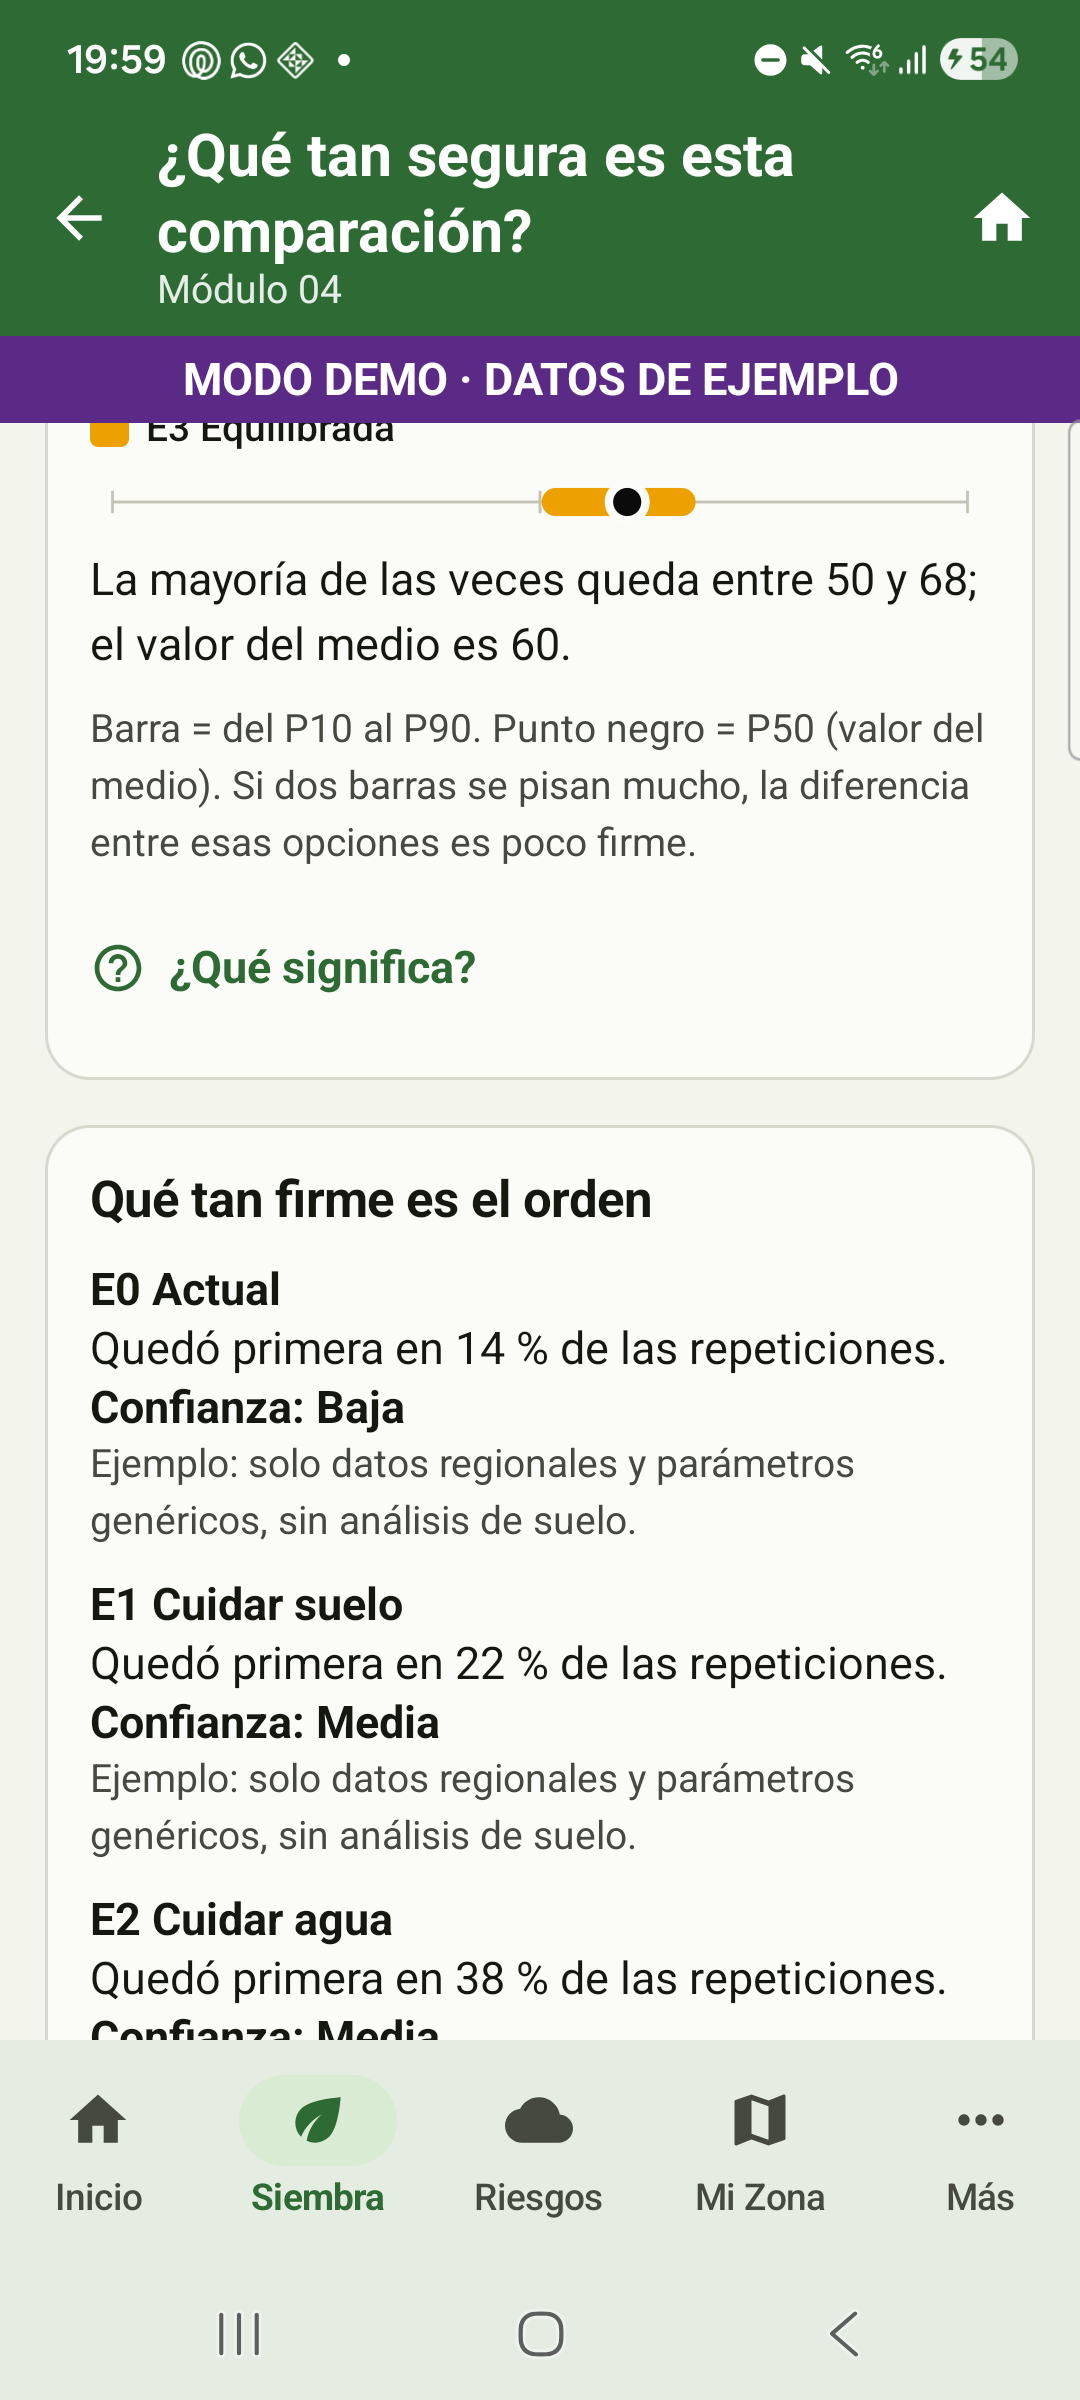 19:59
54
¿Qué tan segura es esta
comparación?
Módulo 04
MODO DEMO · DATOS DE EJEMPLO
E3 Equilibrada
La mayoría de las veces queda entre 50 y 68;
el valor del medio es 60.
Barra = del P10 al P90. Punto negro = P50 (valor del
medio). Si dos barras se pisan mucho, la diferencia
entre esas opciones es poco firme.
¿Qué significa?
Qué tan firme es el orden
E0 Actual
Quedó primera en 14 % de las repeticiones.
Confianza: Baja
Ejemplo: solo datos regionales y parámetros
genéricos, sin análisis de suelo.
E1 Cuidar suelo
Quedó primera en 22 % de las repeticiones.
Confianza: Media
Ejemplo: solo datos regionales y parámetros
genéricos, sin análisis de suelo.
E2 Cuidar agua
Quedó primera en 38 % de las repeticiones.
Confianza: Media
Inicio
Siembra
Riesgos
Mi Zona
Más